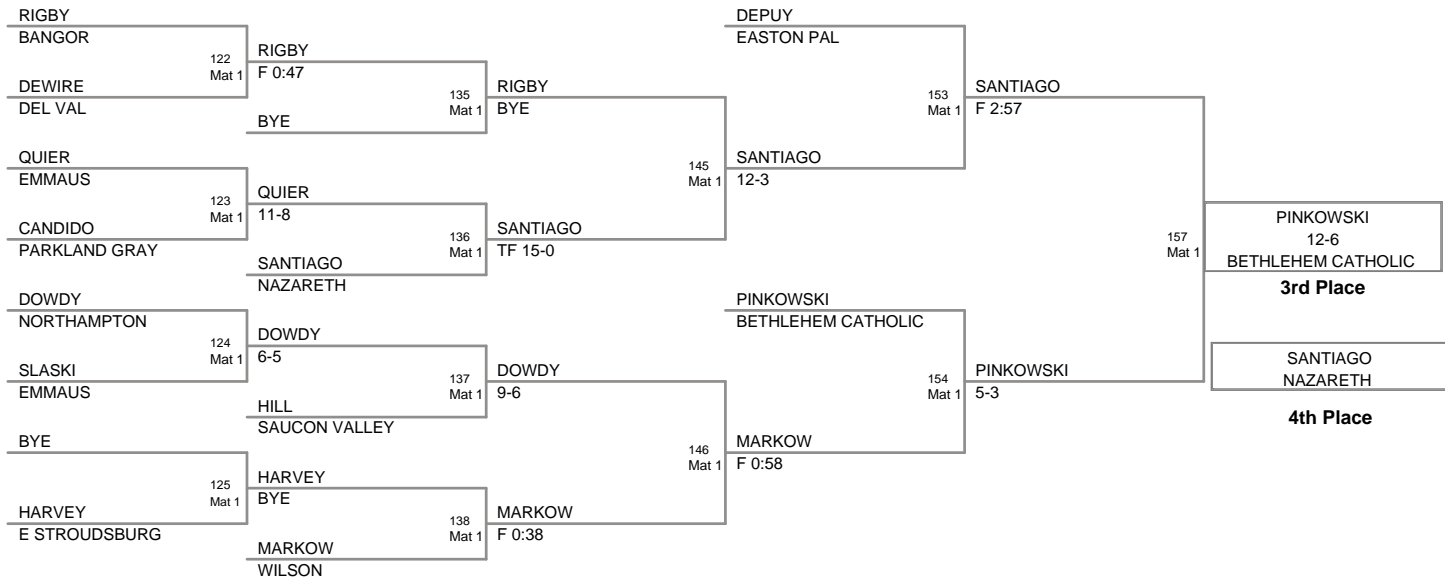 RIGBY
BANGOR
122
Mat 1
DEWIRE
DEL VAL
QUIER
EMMAUS
123
Mat 1
CANDIDO
PARKLAND GRAY
DOWDY
NORTHAMPTON
124
Mat 1
SLASKI
EMMAUS
BYE
125
Mat 1
HARVEY
E STROUDSBURG
RIGBY
F 0:47
135
Mat 1
BYE
QUIER
11-8
136
Mat 1
SANTIAGO
NAZARETH
DOWDY
6-5
137
Mat 1
HILL
SAUCON VALLEY
HARVEY
BYE
138
Mat 1
MARKOW
WILSON
RIGBY
BYE
145
Mat 1
SANTIAGO
TF 15-0
DOWDY
9-6
146
Mat 1
MARKOW
F 0:38
DEPUY
EASTON PAL
153
Mat 1
SANTIAGO
12-3
PINKOWSKI
BETHLEHEM CATHOLIC
154
Mat 1
MARKOW
F 0:58
SANTIAGO
F 2:57
157
Mat 1
PINKOWSKI
5-3
PINKOWSKI
12-6
BETHLEHEM CATHOLIC
3rd Place
SANTIAGO
NAZARETH
4th Place